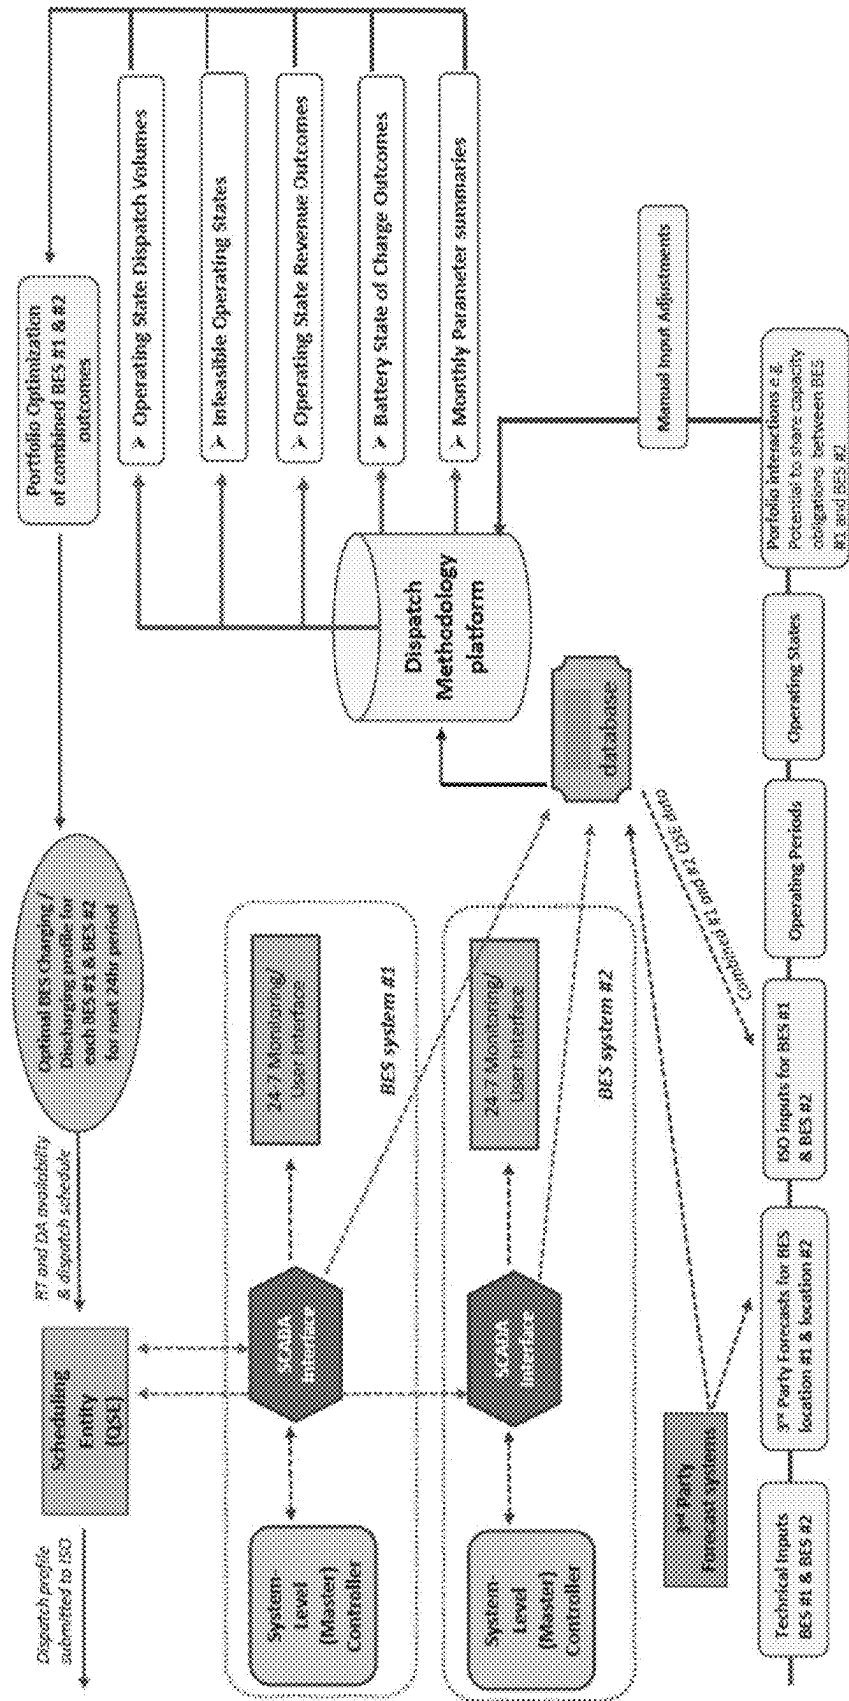 Dispatch profile
submitted to ISO
Scheduling
Entity
(QSE)
RT and DA availability
& dispatch schedule
Optimal BES Charging /
Discharging profile for
each BES #1 & BES #2
for next 24hr period
Portfolio Optimization
of combined BES #1 & #2
outcomes
System-
Level
(Master)
Controller
SCADA
Interface
24-7 Monitoring/
User Interface
BES system #1
System-
Level
(Master)
Controller
SCADA
Interface
24-7 Monitoring/
User Interface
BES system #2
database
Dispatch
Methodology
platform
➢ Operating State Dispatch Volumes
➢ Infeasible Operating States
➢ Operating State Revenue Outcomes
➢ Battery State of Charge Outcomes
➢ Monthly Parameter summaries
3rd Party
Forecast systems
Combined #1 and #2 QSE data
Manual Input Adjustments
Technical Inputs
BES #1 & BES #2
3rd Party Forecasts for BES
location #1 & location #2
ISO inputs for BES #1
& BES #2
Operating Periods
Operating States
Porfolio interactions e.g.
Potential to share capacity
obligations between BES
#1 and BES #2